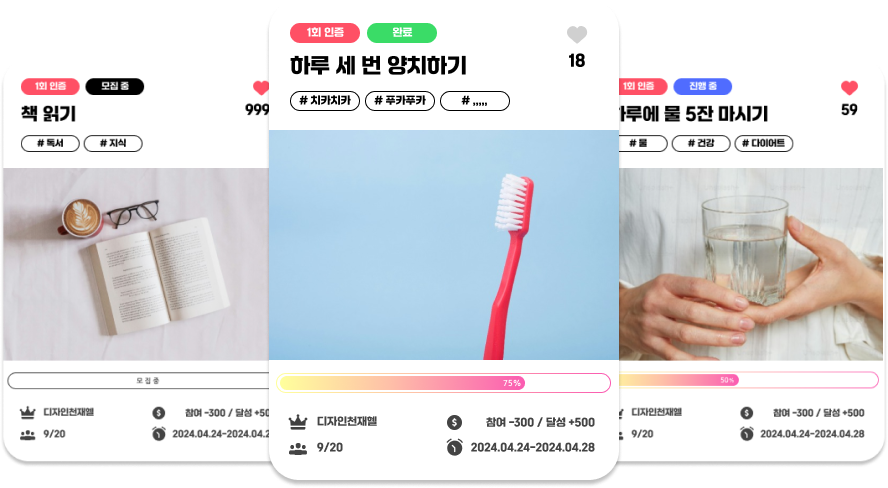 1회 인증 모집 중
책 읽기
999
# 독서 # 지식
모집중
디자인천재엘
참여 -300 / 달성 +50
9/20
2024.04.24-2024.04.2
1회 인증 완료
하루 세 번 양치하기
18
# 치카치카 # 푸카푸카 # ,,,,,
75%
디자인천재엘
참여 -300 / 달성 +500
9/20
2024.04.24-2024.04.28
1회 인증 진행 중
하루에 물 5잔 마시기
59
# 물 # 건강 # 다이어트
50%
디자인천재엘
참여 -300 / 달성 +500
9/20
2024.04.24-2024.04.28